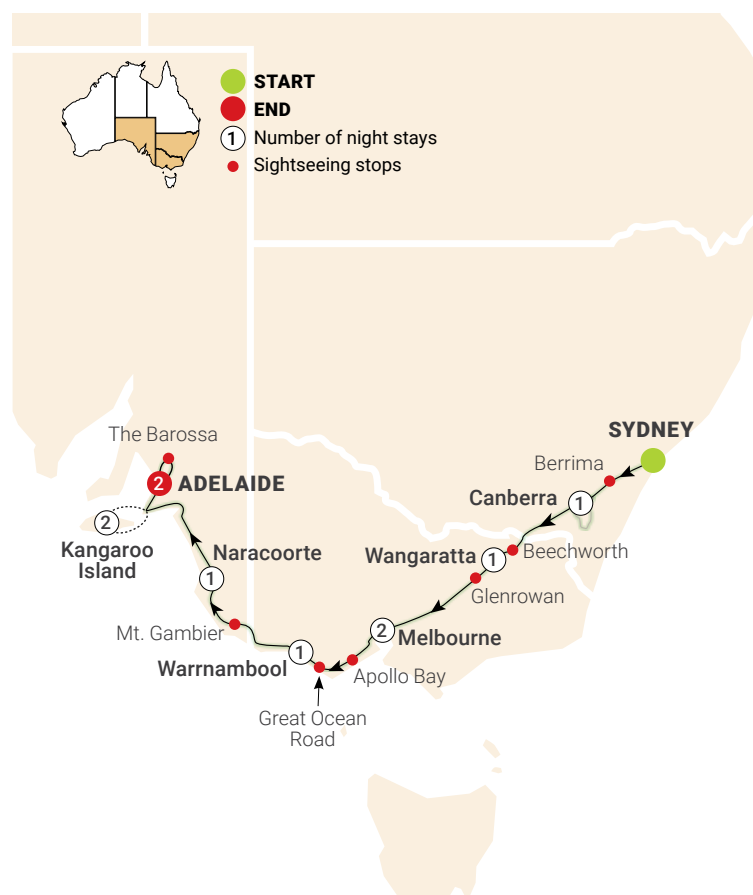 START
END
1 Number of night stays
Sightseeing stops
The Barossa
SYDNEY
Berrima
2 ADELAIDE
Canberra
1
2
Kangaroo
Island
Naracoorte
1
Wangaratta
1
Beechworth
Glenrowan
Mt. Gambier
2
Melbourne
Warrnambool
1
Apollo Bay
Great Ocean
Road